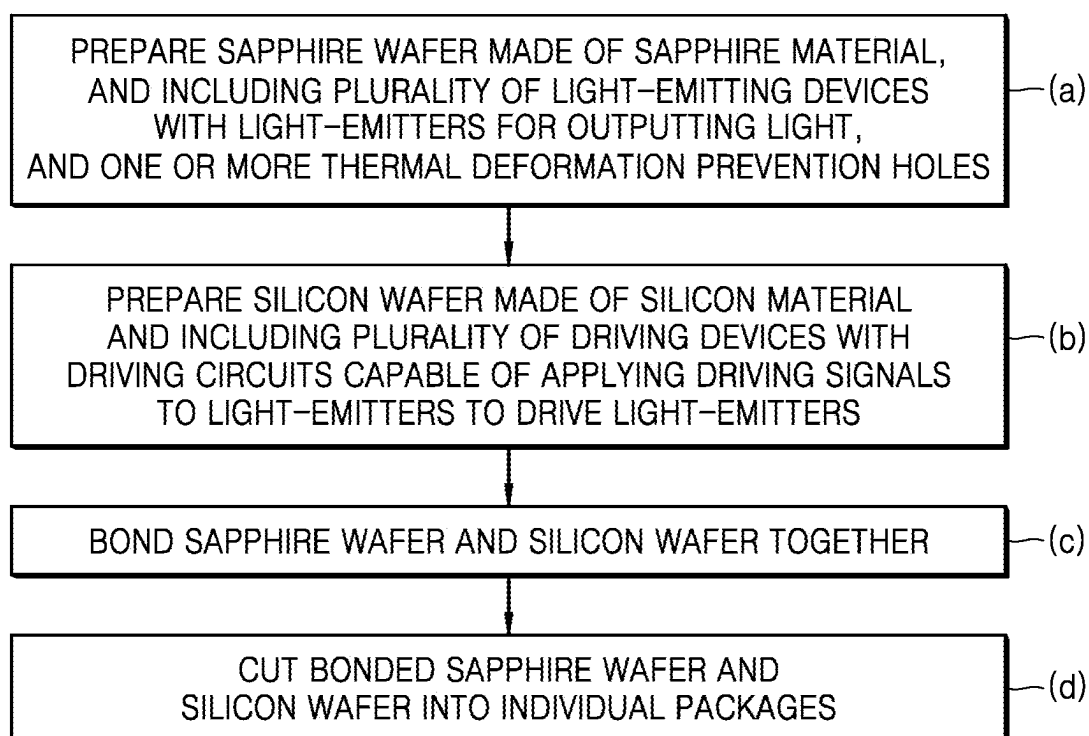 PREPARE SAPPHIRE WAFER MADE OF SAPPHIRE MATERIAL,
AND INCLUDING PLURALITY OF LIGHT-EMITTING DEVICES
WITH LIGHT-EMITTERS FOR OUTPUTTING LIGHT,
AND ONE OR MORE THERMAL DEFORMATION PREVENTION HOLES
(a)
PREPARE SILICON WAFER MADE OF SILICON MATERIAL
AND INCLUDING PLURALITY OF DRIVING DEVICES WITH
DRIVING CIRCUITS CAPABLE OF APPLYING DRIVING SIGNALS
TO LIGHT-EMITTERS TO DRIVE LIGHT-EMITTERS
(b)
BOND SAPPHIRE WAFER AND SILICON WAFER TOGETHER
(c)
CUT BONDED SAPPHIRE WAFER AND
SILICON WAFER INTO INDIVIDUAL PACKAGES
(d)